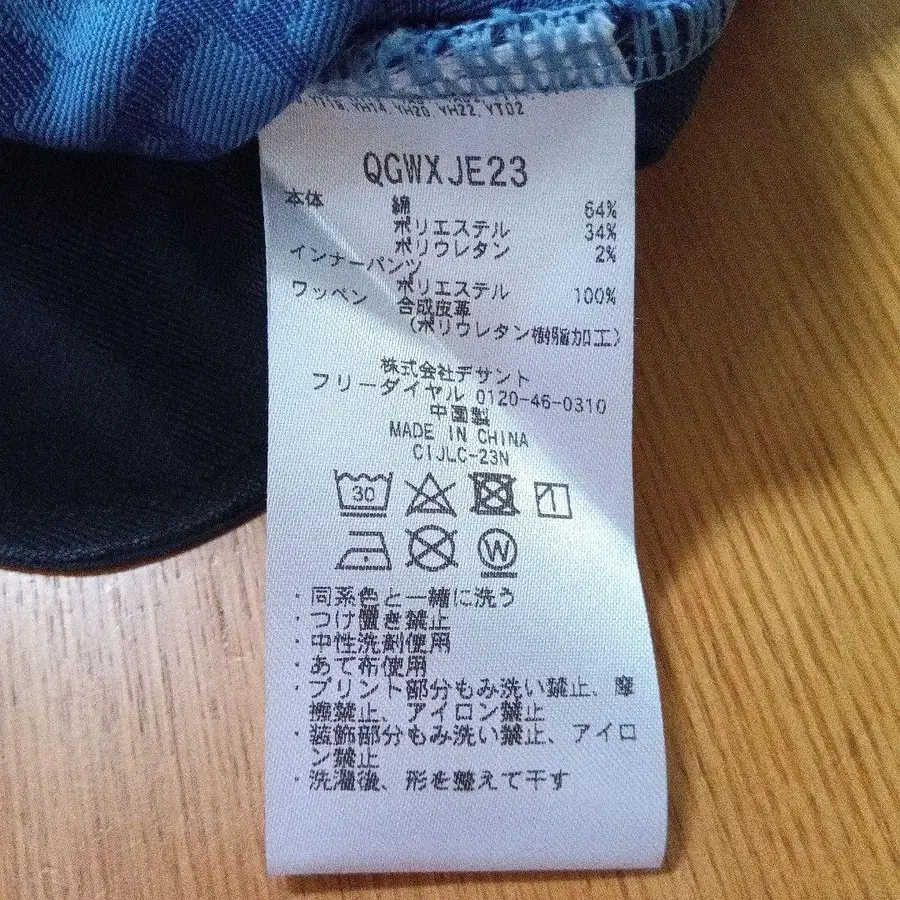 YT18, YH14, YH20, YH22, YT02
QGWXJE23
本体 綿 64%
ポリエステル 34%
ポリウレタン 2%
インナーパンツ
ポリエステル 100%
ワッペン 合成皮革
(ポリウレタン樹脂加工)
株式会社デサント
フリーダイヤル 0120-46-0310
中国製
MADE IN CHINA
CIJLC-23N
30
W
・同系色と一緒に洗う
・つけ置き禁止
・中性洗剤使用
・あて布使用
・プリント部分もみ洗い禁止、摩
擦禁止、アイロン禁止
・装飾部分もみ洗い禁止、アイロ
ン禁止
・洗濯後、形を整えて干す